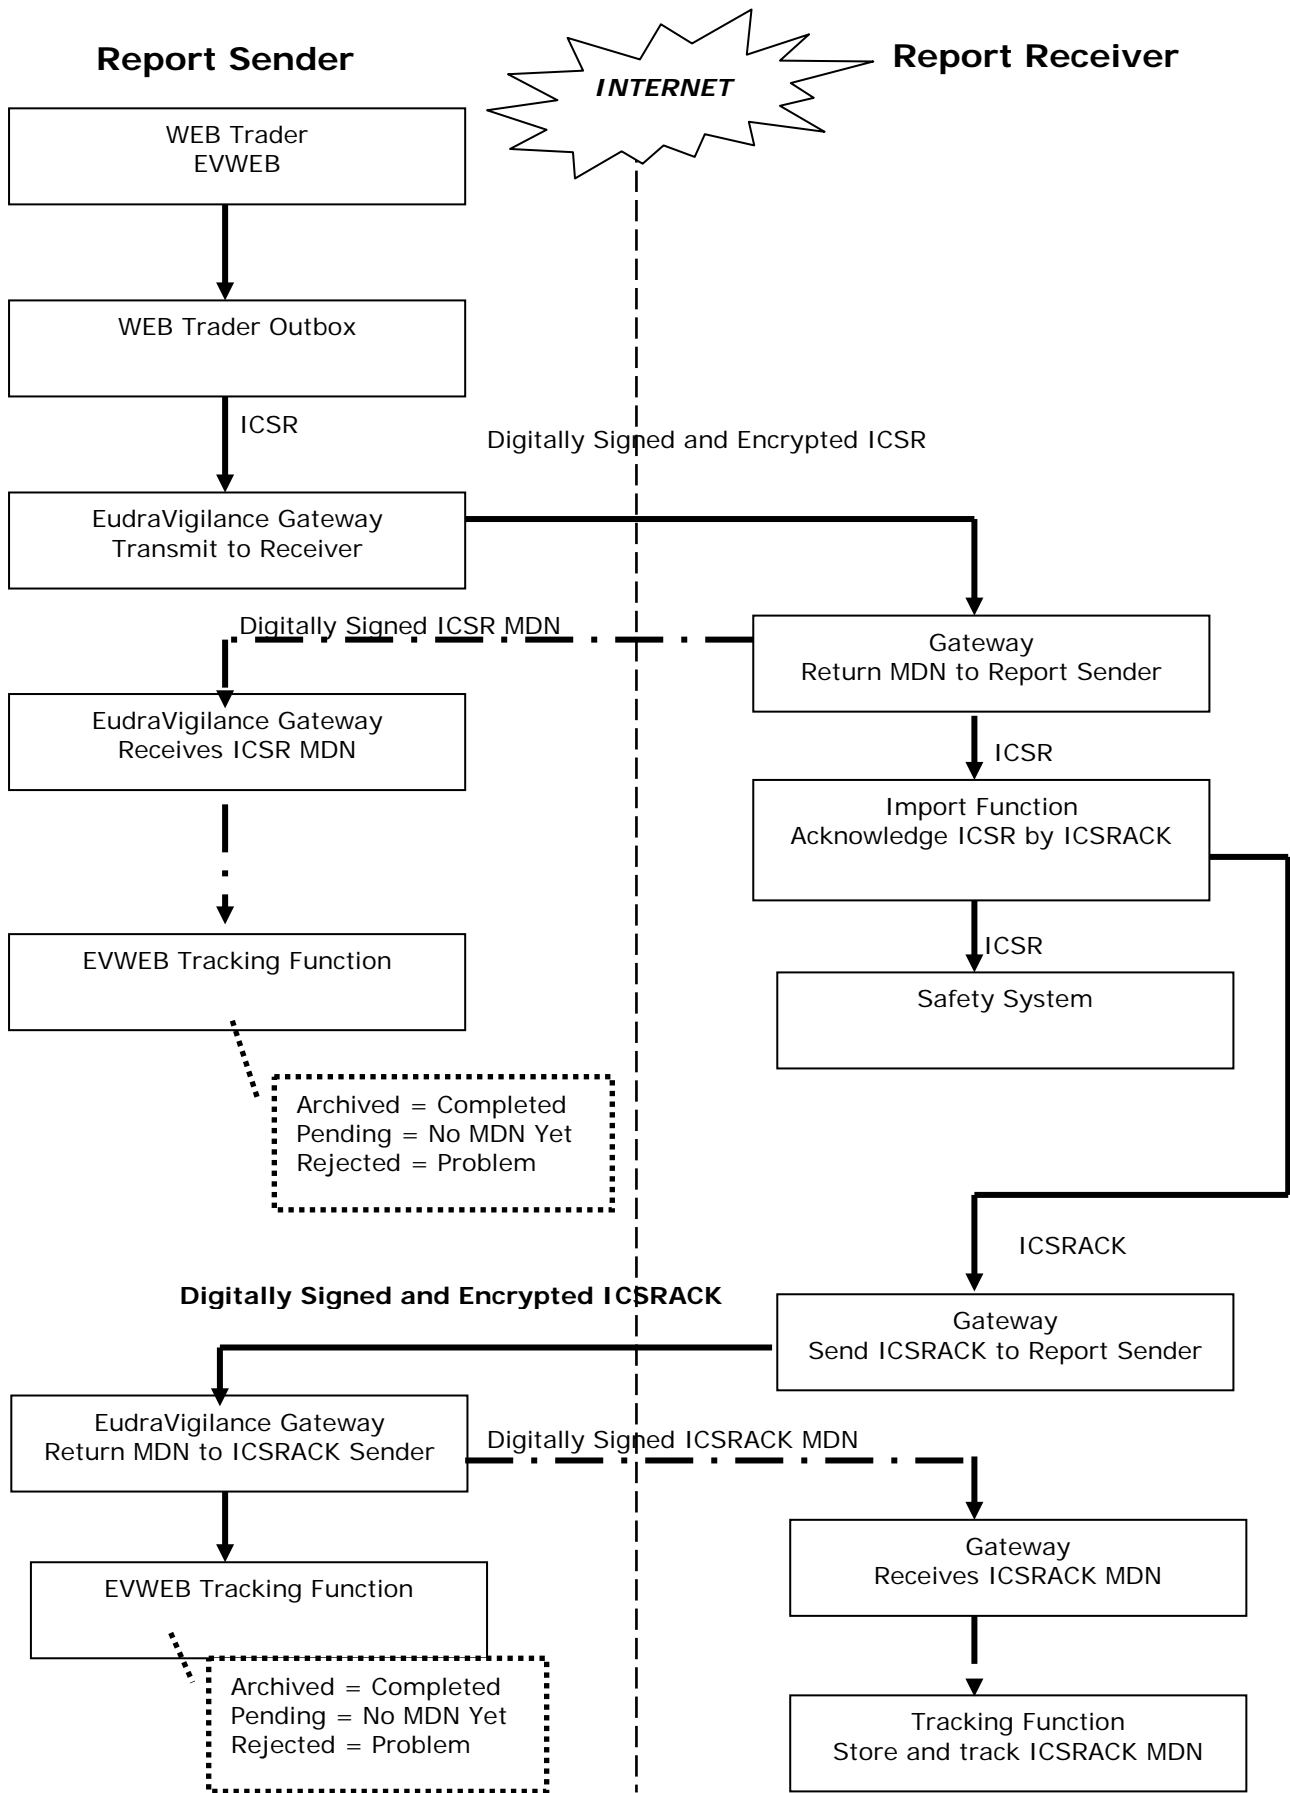 Report Sender
INTERNET
Report Receiver
WEB Trader
EVWEB
WEB Trader Outbox
ICSR
Digitally Signed and Encrypted ICSR
EudraVigilance Gateway
Transmit to Receiver
Digitally Signed ICSR MDN
Gateway
Return MDN to Report Sender
EudraVigilance Gateway
Receives ICSR MDN
ICSR
Import Function
Acknowledge ICSR by ICSRACK
ICSR
EVWEB Tracking Function
Safety System
Archived = Completed
Pending = No MDN Yet
Rejected = Problem
ICSRACK
Digitally Signed and Encrypted ICSRACK
Gateway
Send ICSRACK to Report Sender
EudraVigilance Gateway
Return MDN to ICSRACK Sender
Digitally Signed ICSRACK MDN
Gateway
Receives ICSRACK MDN
EVWEB Tracking Function
Archived = Completed
Pending = No MDN Yet
Rejected = Problem
Tracking Function
Store and track ICSRACK MDN